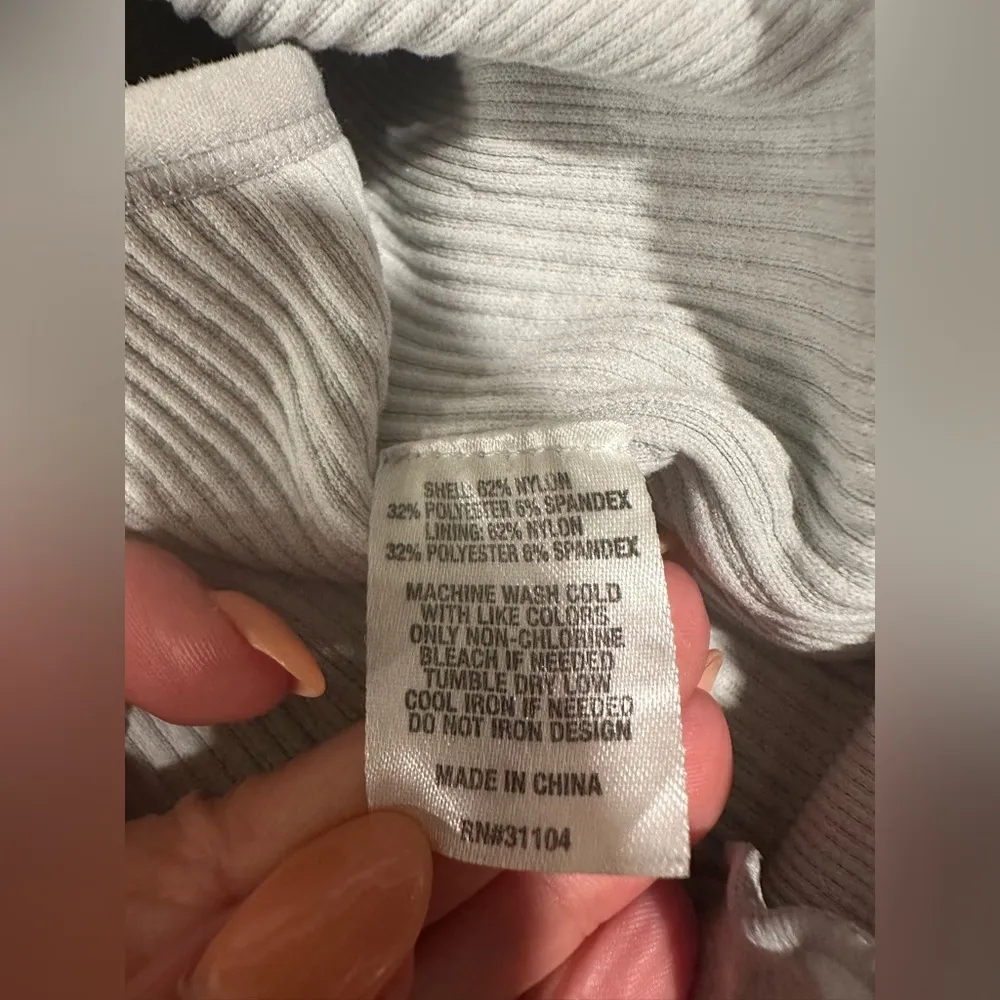 SHELL: 62% NYLON
32% POLYESTER 6% SPANDEX
LINING: 62% NYLON
32% POLYESTER 6% SPANDEX
MACHINE WASH COLD
WITH LIKE COLORS
ONLY NON-CHLORINE
BLEACH IF NEEDED
TUMBLE DRY LOW
COOL IRON IF NEEDED
DO NOT IRON DESIGN
MADE IN CHINA
RN#31104